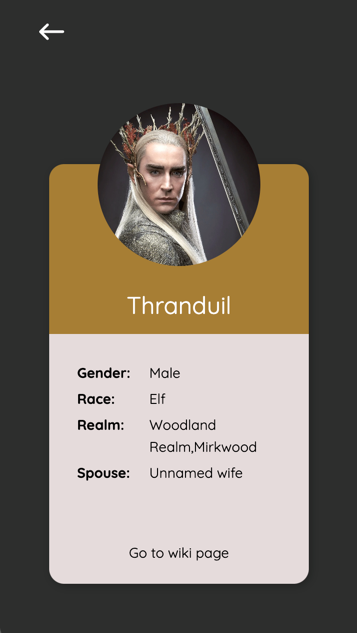 Thranduil
Gender: Male
Race: Elf
Realm: Woodland
Realm,Mirkwood
Spouse: Unnamed wife
Go to wiki page